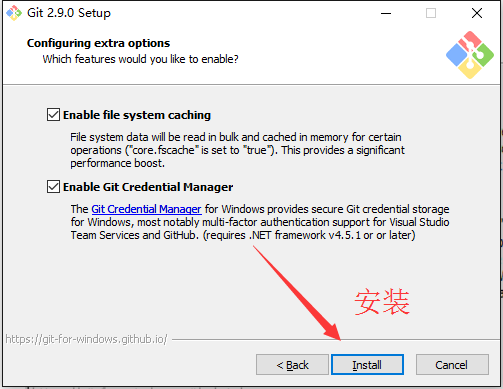 Git 2.9.0 Setup
Configuring extra options
Which features would you like to enable?
Enable file system caching
File system data will be read in bulk and cached in memory for certain
operations ("core.fscache" is set to "true"). This provides a significant
performance boost.
Enable Git Credential Manager
The Git Credential Manager for Windows provides secure Git credential storage
for Windows, most notably multi-factor authentication support for Visual Studio
Team Services and GitHub. (requires .NET framework v4.5.1 or or later)
安装
https://git-for-windows.github.io/
< Back
Install
Cancel